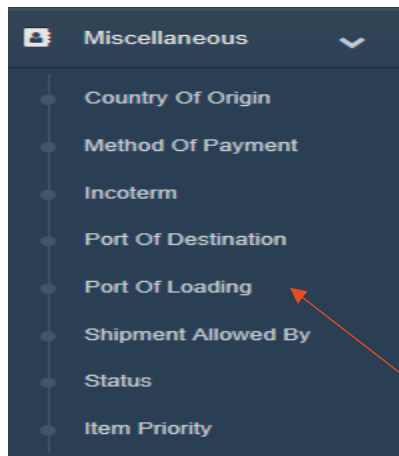 Miscellaneous
Country Of Origin
Method Of Payment
Incoterm
Port Of Destination
Port Of Loading
Shipment Allowed By
Status
Item Priority